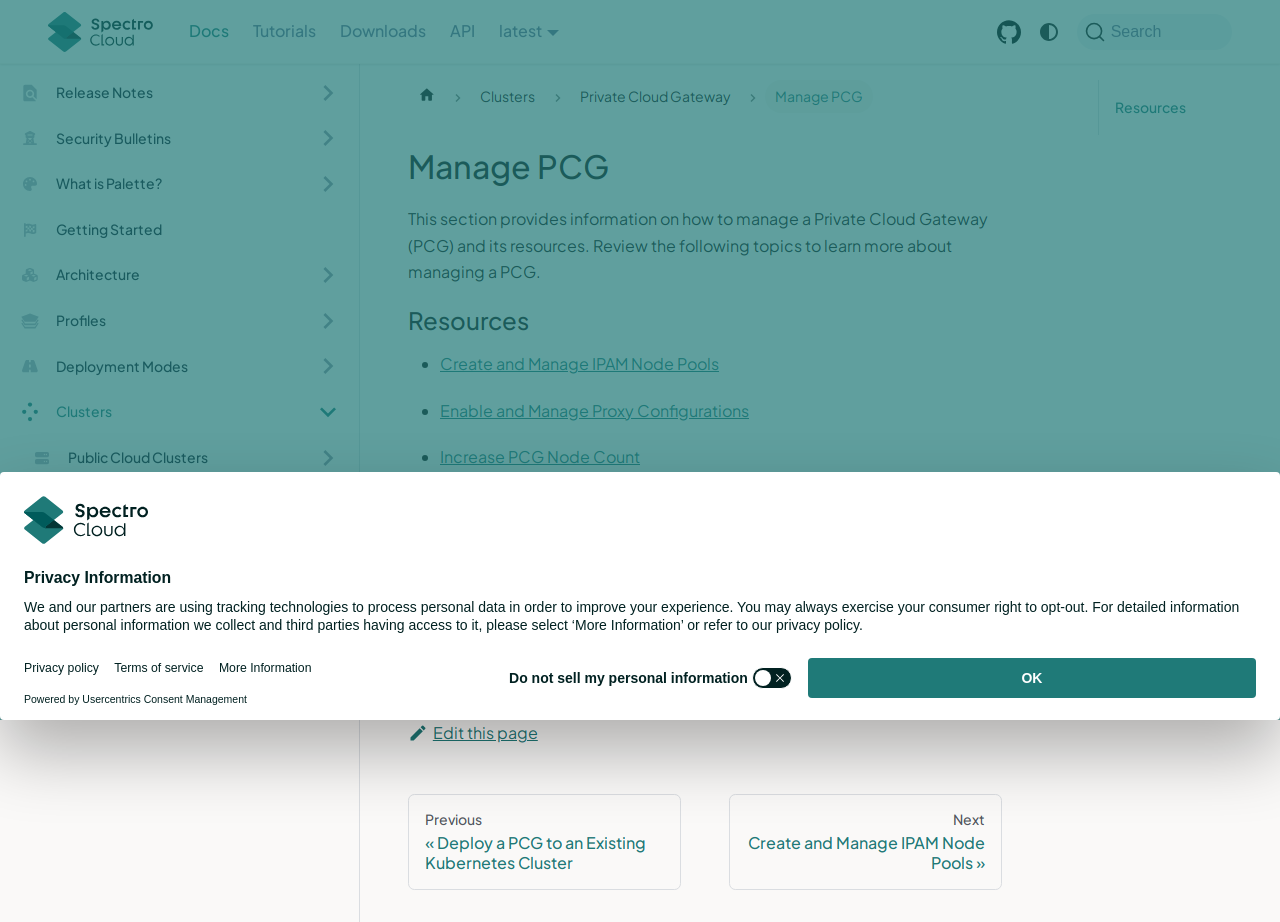 Spectro
Cloud
Docs
Tutorials
Downloads
API
latest
Search
Release Notes
Security Bulletins
What is Palette?
Getting Started
Architecture
Profiles
Deployment Modes
Clusters
Public Cloud Clusters
Clusters
Private Cloud Gateway
Manage PCG
Manage PCG
This section provides information on how to manage a Private Cloud Gateway
(PCG) and its resources. Review the following topics to learn more about
managing a PCG.
Resources
Create and Manage IPAM Node Pools
Enable and Manage Proxy Configurations
Increase PCG Node Count
Resources
Spectro
Cloud
Privacy Information
We and our partners are using tracking technologies to process personal data in order to improve your experience. You may always exercise your consumer right to opt-out. For detailed information
about personal information we collect and third parties having access to it, please select ‘More Information’ or refer to our privacy policy.
Privacy policy
Terms of service
More Information
Powered by Usercentrics Consent Management
Do not sell my personal information
OK
Edit this page
Previous
« Deploy a PCG to an Existing
Kubernetes Cluster
Next
Create and Manage IPAM Node
Pools »